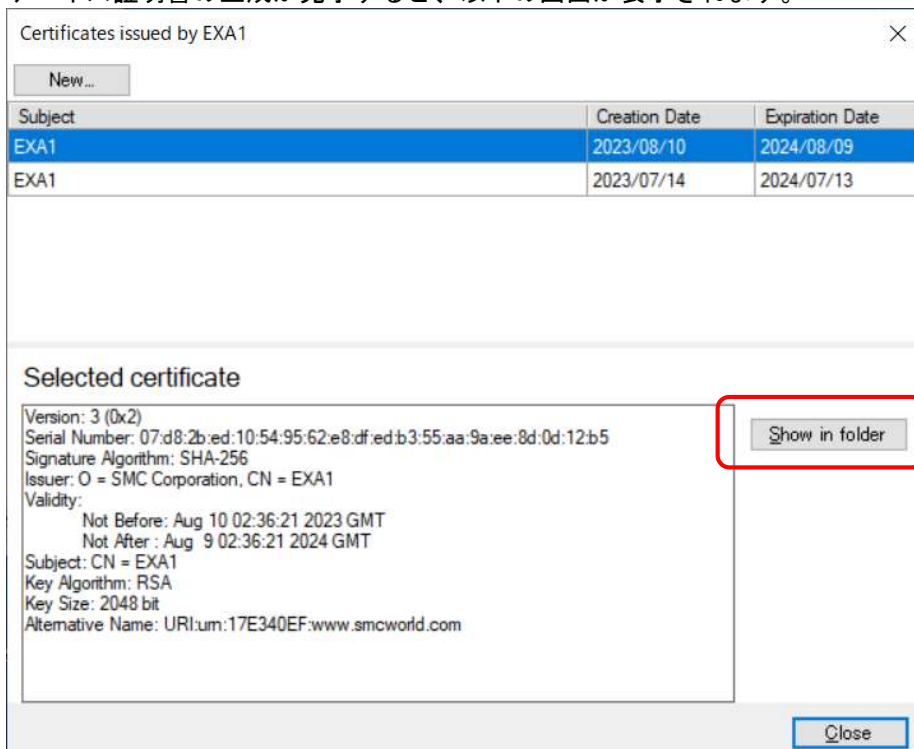 Certificates issued by EXA1
New...
Subject Creation Date Expiration Date
EXA1 2023/08/10 2024/08/09
EXA1 2023/07/14 2024/07/13
Selected certificate
Version: 3 (0x2)
Serial Number: 07:d8:2b:ed:10:54:95:62:e8:df:ed:b3:55:aa:9a:ee:8d:0d:12:b5
Show in folder
Signature Algorithm: SHA-256
Issuer: O = SMC Corporation, CN = EXA1
Validity:
Not Before: Aug 10 02:36:21 2023 GMT
Not After : Aug 9 02:36:21 2024 GMT
Subject: CN = EXA1
Key Algorithm: RSA
Key Size: 2048 bit
Alternative Name: URI:urn:17E340EF:www.smcworld.com
Close